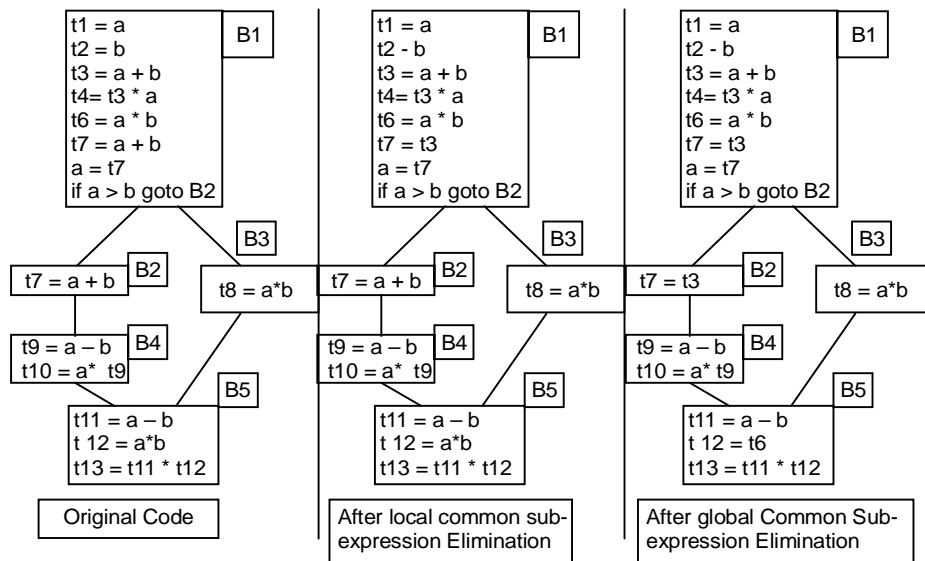 t1 = a
t2 = b
t3 = a + b
t4= t3 * a
t6 = a * b
t7 = a + b
a = t7
if a > b goto B2
B1
B3
B2
t7 = a + b
t8 = a*b
B4
t9 = a – b
t10 = a* t9
B5
t11 = a – b
t 12 = a*b
t13 = t11 * t12
Original Code
t1 = a
t2 - b
t3 = a + b
t4= t3 * a
t6 = a * b
t7 = t3
a = t7
if a > b goto B2
B1
B3
B2
t7 = a + b
t8 = a*b
B4
t9 = a – b
t10 = a* t9
B5
t11 = a – b
t 12 = a*b
t13 = t11 * t12
After local common sub-
expression Elimination
t1 = a
t2 - b
t3 = a + b
t4= t3 * a
t6 = a * b
t7 = t3
a = t7
if a > b goto B2
B1
B3
B2
t7 = t3
t8 = a*b
B4
t9 = a – b
t10 = a* t9
B5
t11 = a – b
t 12 = t6
t13 = t11 * t12
After global Common Sub-
expression Elimination